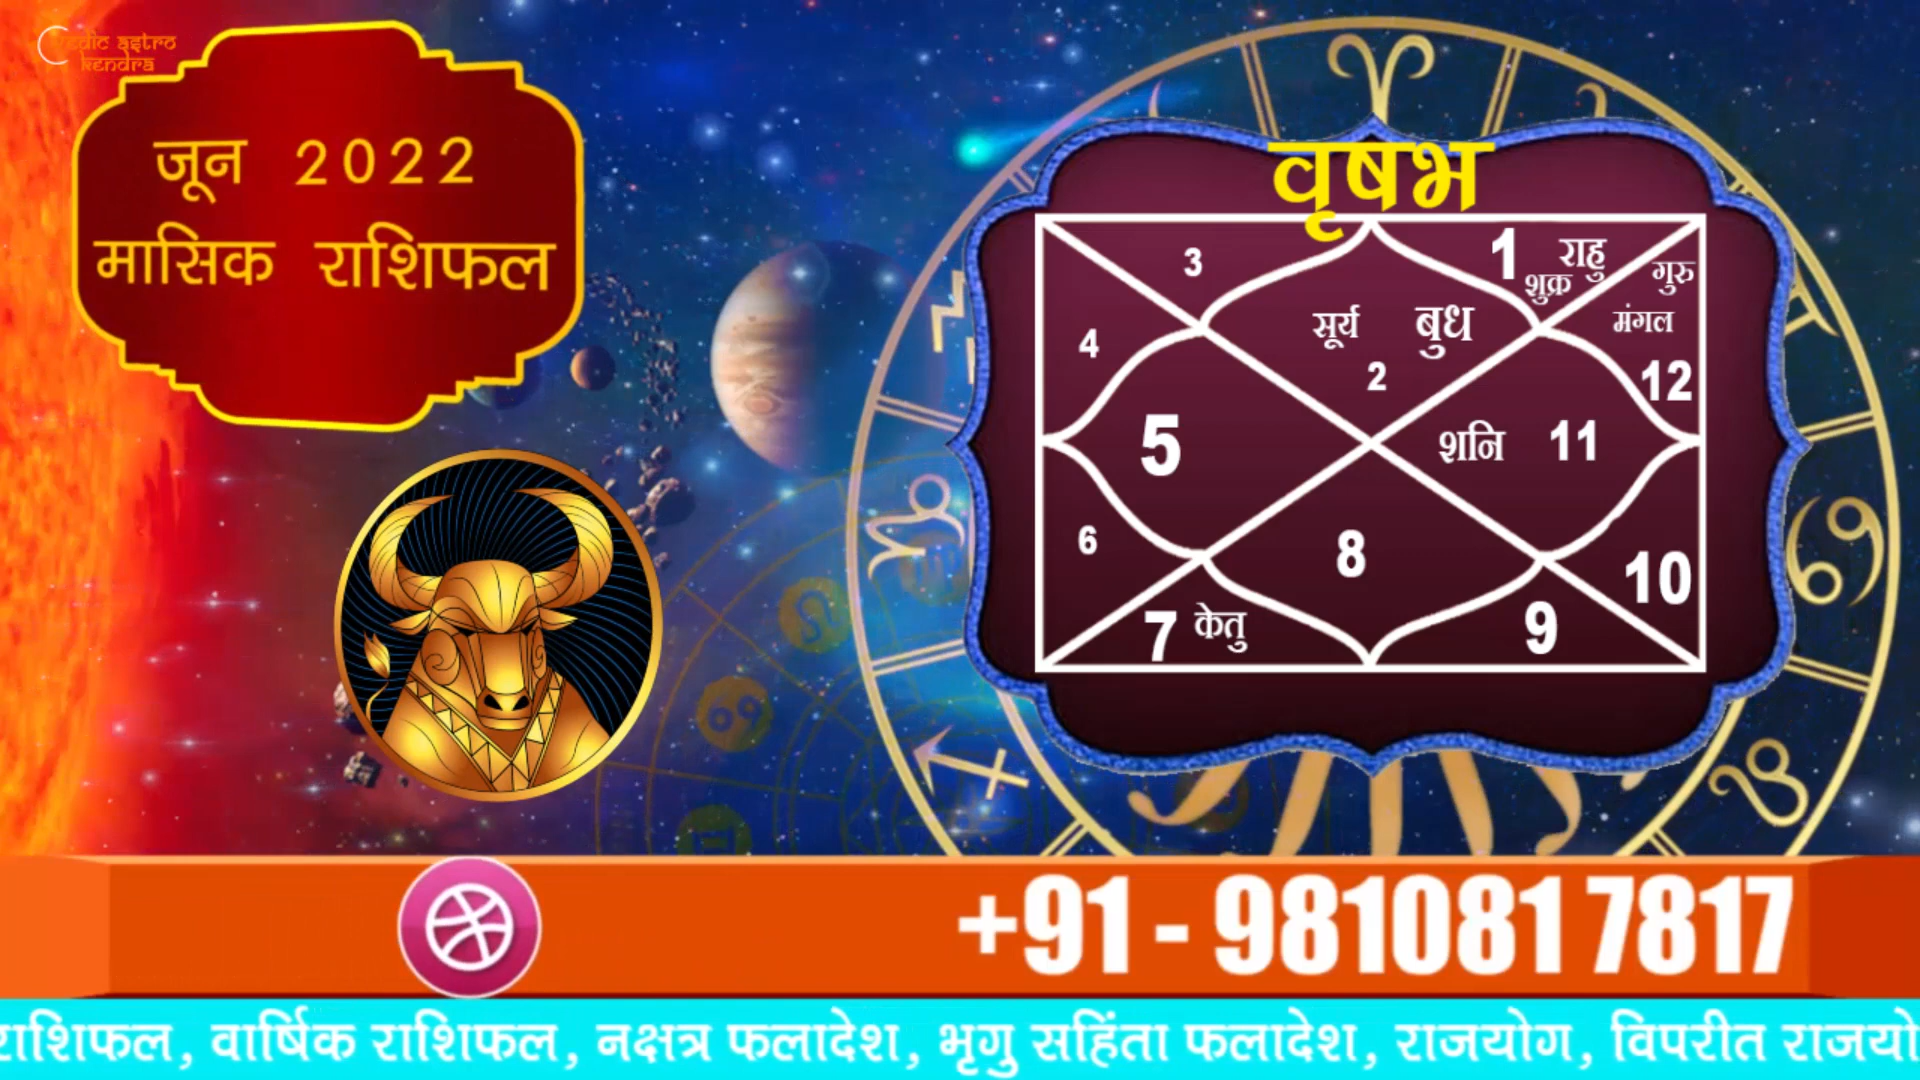 vedic astro
kendra
जून 2022
मासिक राशिफल
वृषभ
3
1 राहु
शुक्र
गुरु
मंगल
12
4
सूर्य बुध
2
5
शनि 11
6
8
10
7 केतु
9
+91 - 9810817817
राशिफल, वार्षिक राशिफल, नक्षत्र फलादेश, भृगु सहिंता फलादेश, राजयोग, विपरीत राजयो